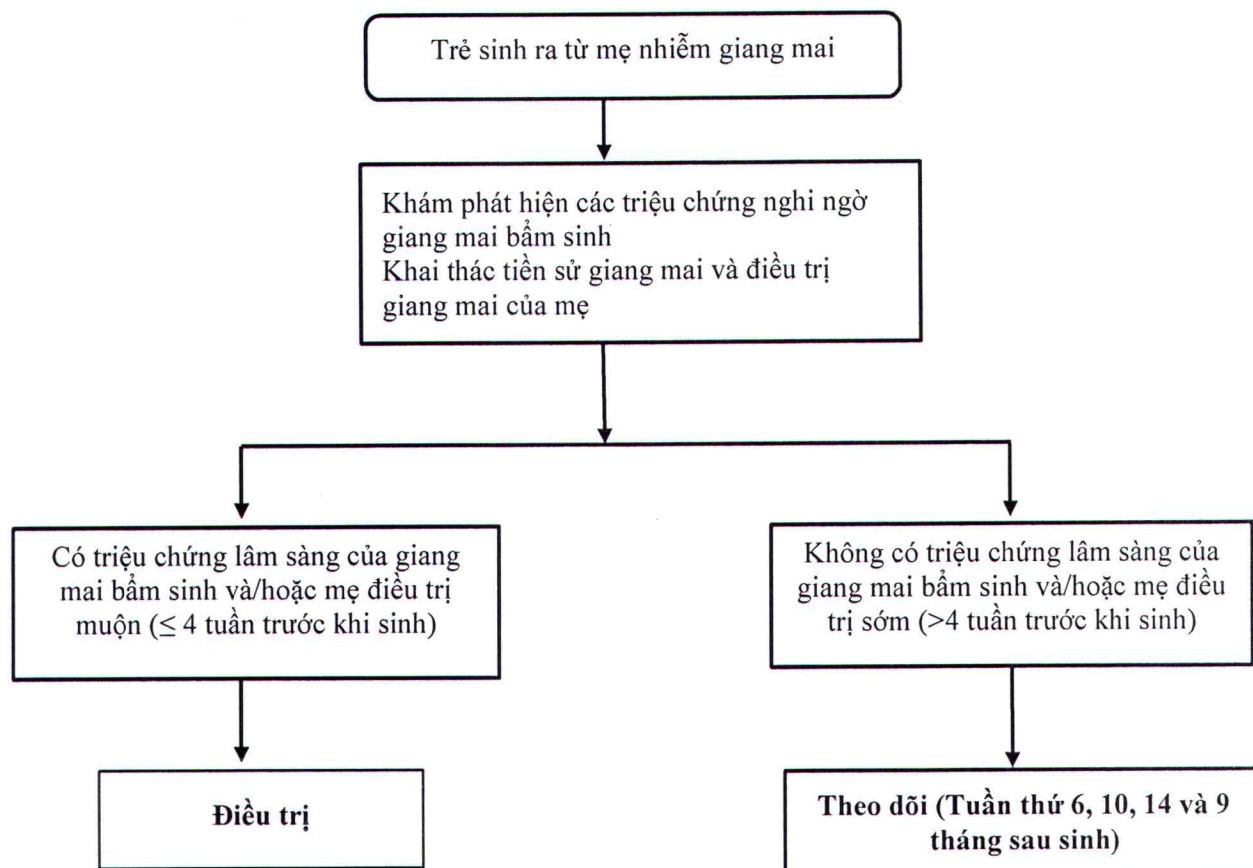 Trẻ sinh ra từ mẹ nhiễm giang mai
Khám phát hiện các triệu chứng nghi ngờ
giang mai bẩm sinh
Khai thác tiền sử giang mai và điều trị
giang mai của mẹ
Có triệu chứng lâm sàng của giang
mai bẩm sinh và/hoặc mẹ điều trị
muộn (≤ 4 tuần trước khi sinh)
Không có triệu chứng lâm sàng của
giang mai bẩm sinh và/hoặc mẹ điều
trị sớm (>4 tuần trước khi sinh)
Điều trị
Theo dõi (Tuần thứ 6, 10, 14 và 9
tháng sau sinh)